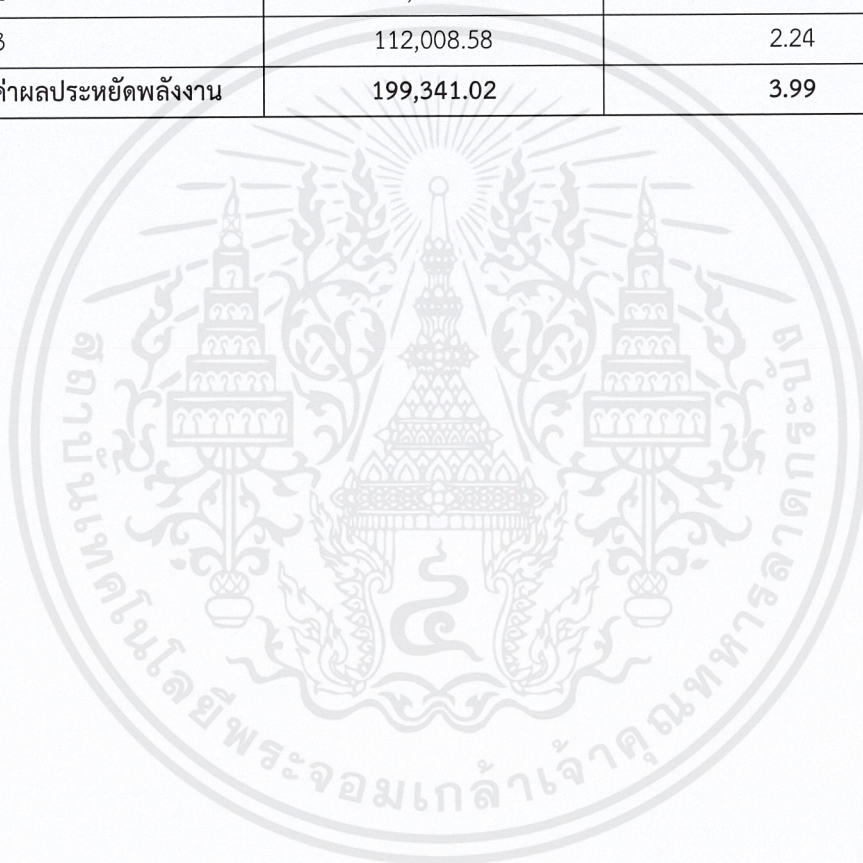 3 112,008.58 2.24
ค่าผลประหยัดพลังงาน 199,341.02 3.99
๔
สถาบันเทคโนโลยีพระจอมเกล้าเจ้าคุณทหารลาดกระบัง